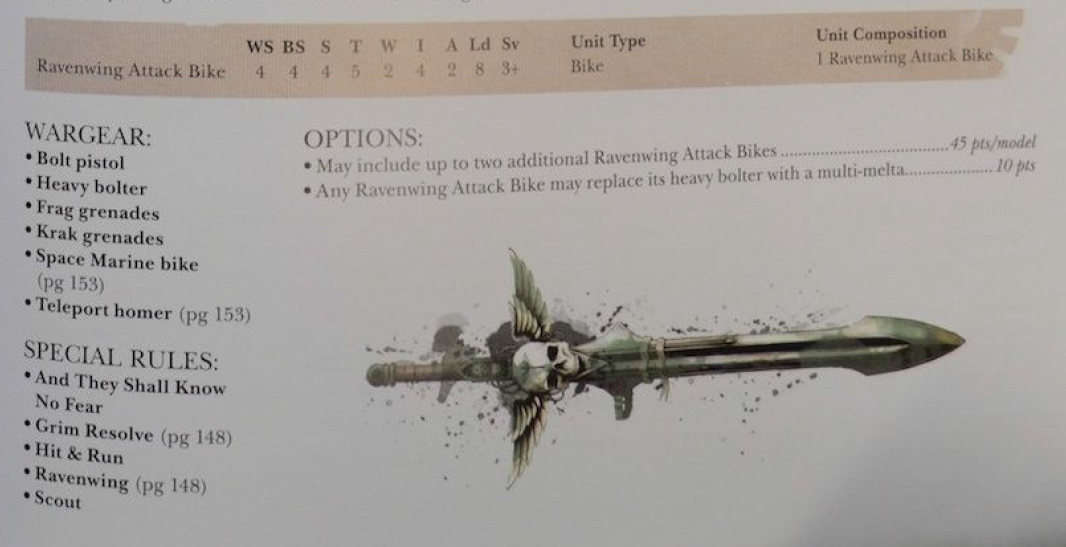 WS BS S T W I A Ld Sv Unit Type Unit Composition
Ravenwing Attack Bike 4 4 4 5 2 4 2 8 3+ Bike 1 Ravenwing Attack Bike
WARGEAR:
• Bolt pistol
• Heavy bolter
• Frag grenades
• Krak grenades
• Space Marine bike
(pg 153)
• Teleport homer (pg 153)
SPECIAL RULES:
• And They Shall Know
No Fear
• Grim Resolve (pg 148)
• Hit & Run
• Ravenwing (pg 148)
• Scout
OPTIONS:
• May include up to two additional Ravenwing Attack Bikes ....................................45 pts/model
• Any Ravenwing Attack Bike may replace its heavy bolter with a multi-melta...................10 pts